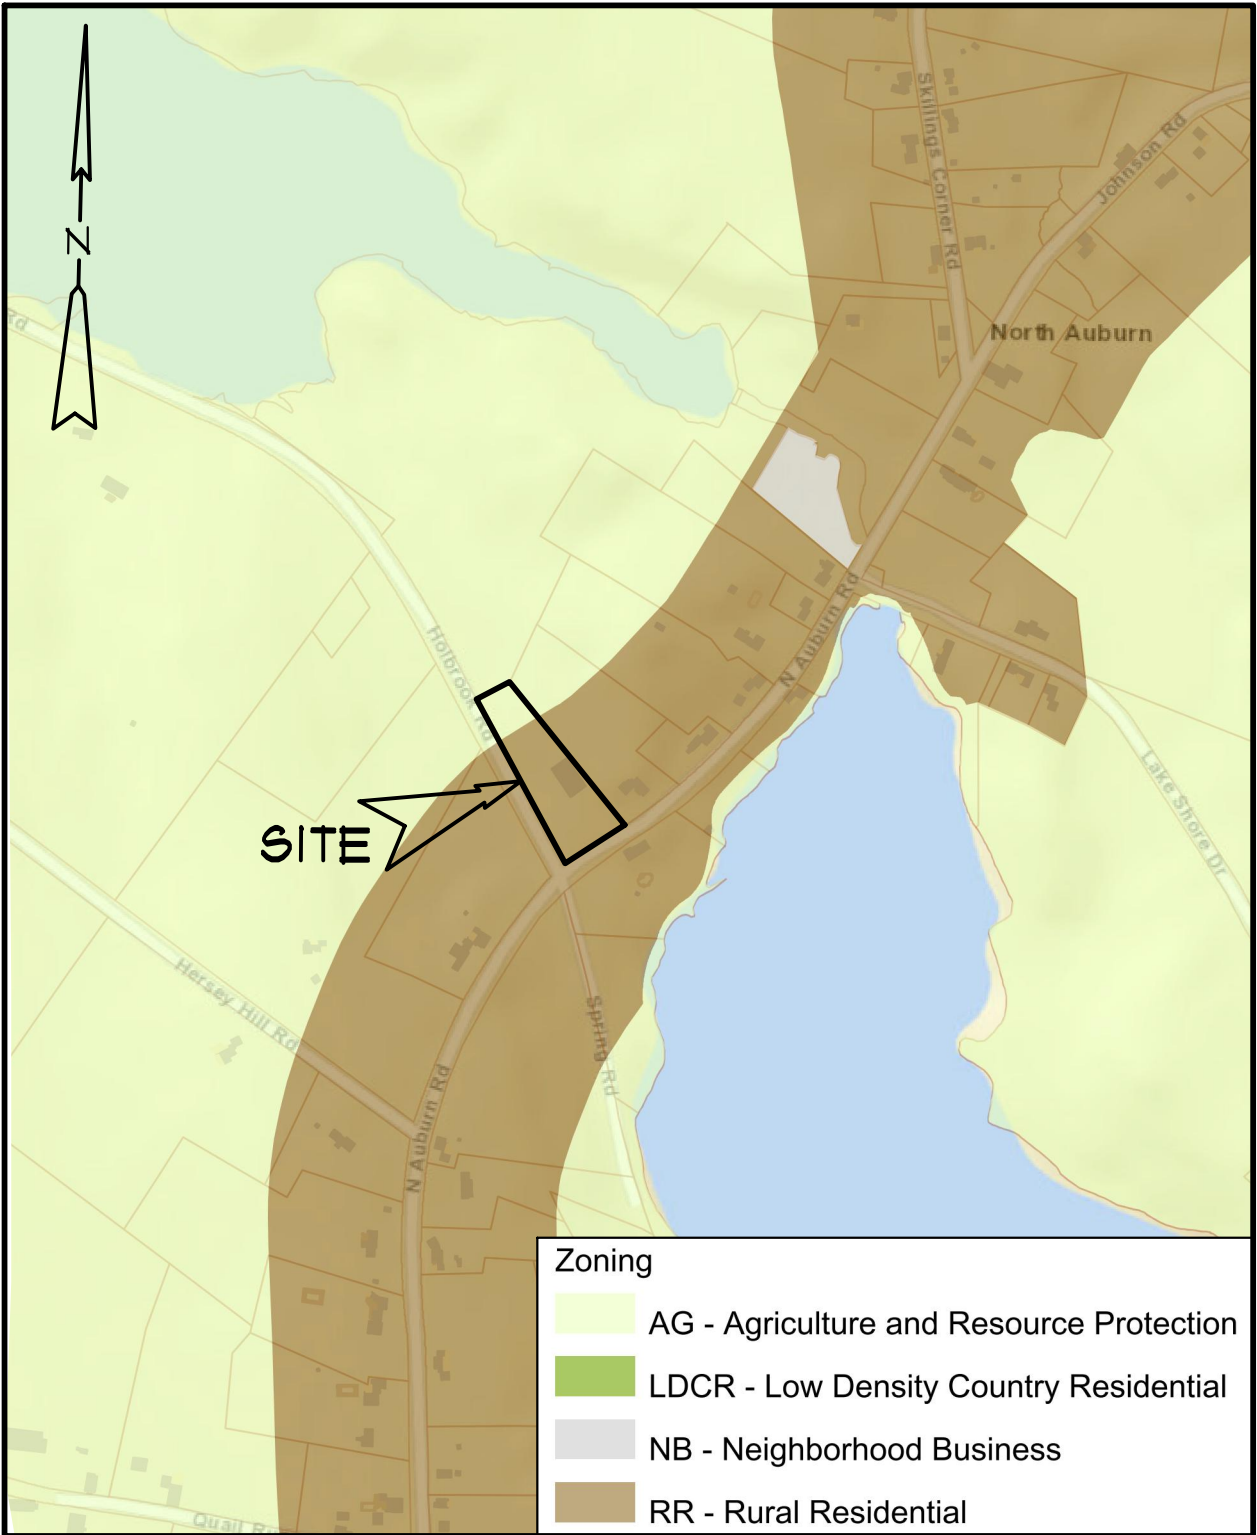 Skillings Corner Rd
Johnson Rd
N
Rd
North Auburn
N Auburn Rd
Holbrook Rd
Lake Shore Dr
SITE
Hersey Hill Rd
Spring Rd
N Auburn Rd
Zoning
AG - Agriculture and Resource Protection
LDCR - Low Density Country Residential
NB - Neighborhood Business
RR - Rural Residential
Quail